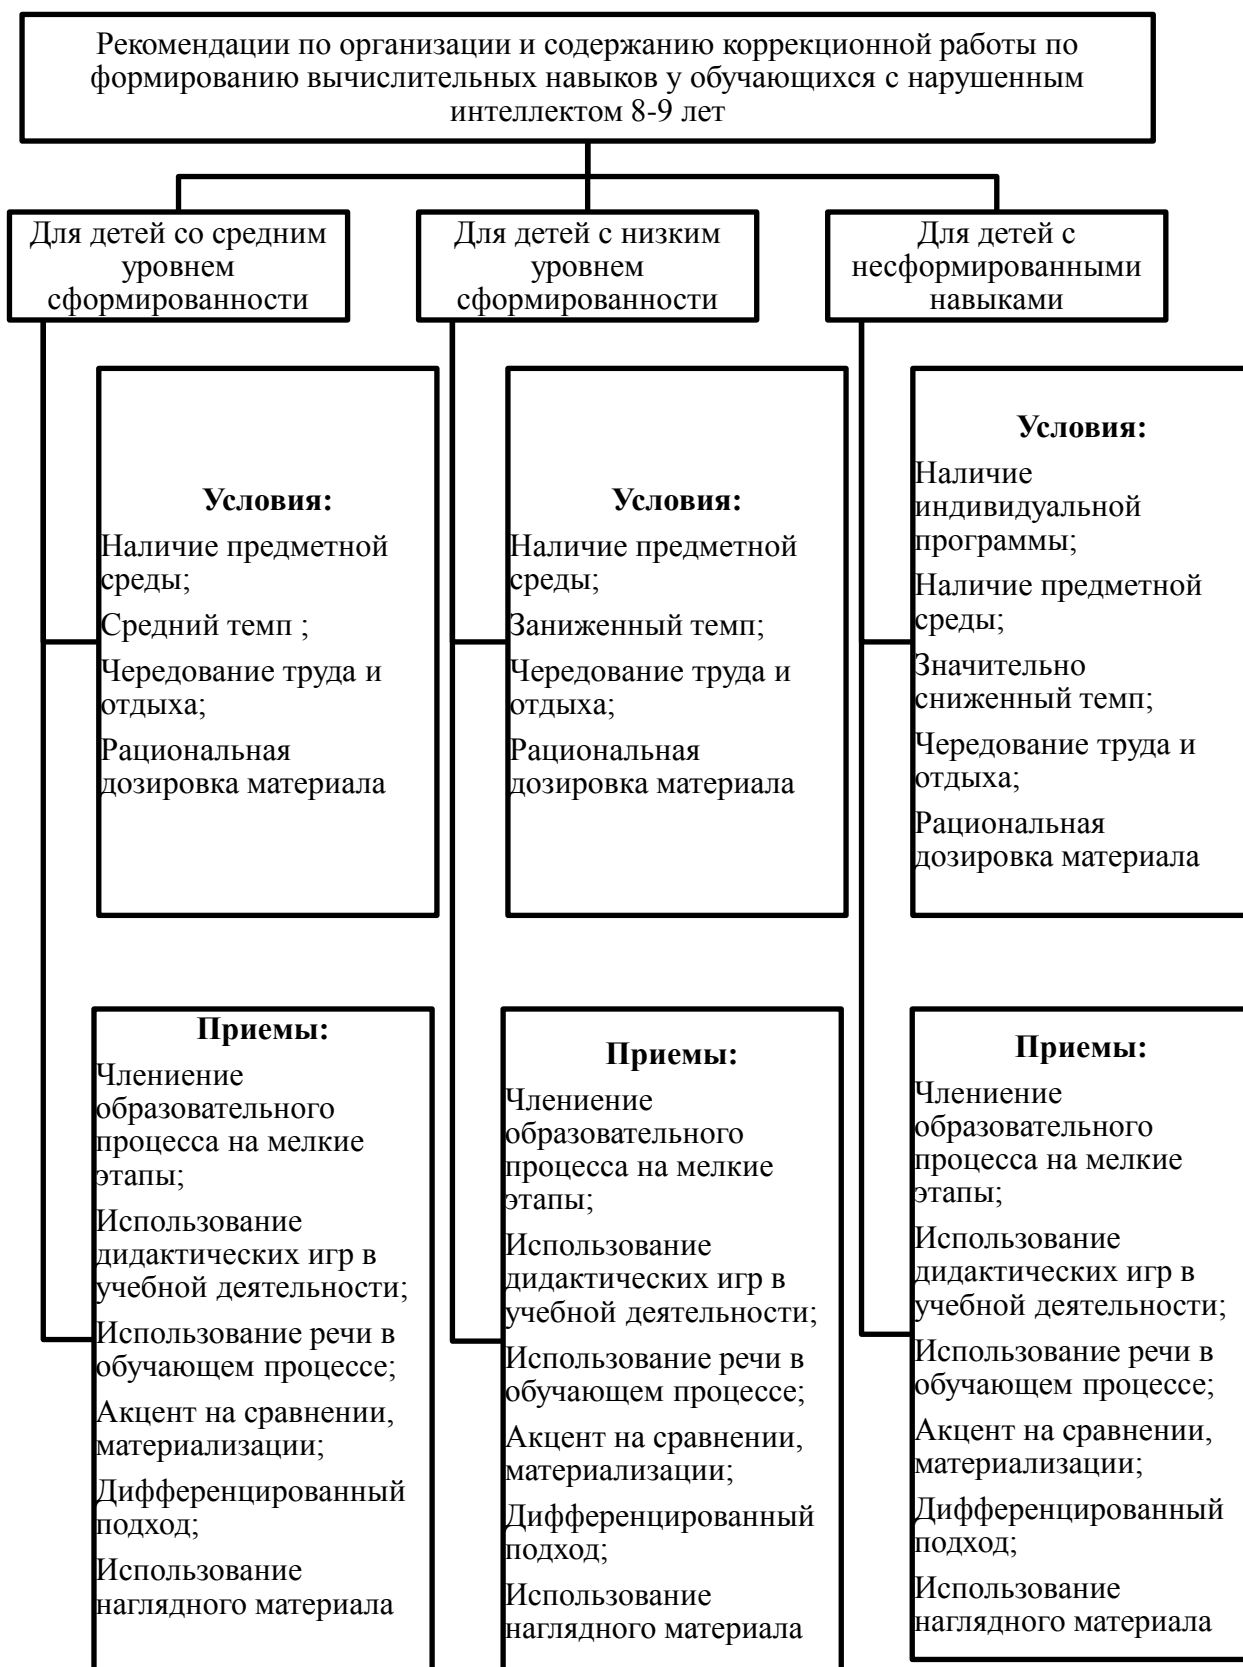 Рекомендации по организации и содержанию коррекционной работы по
формированию вычислительных навыков у обучающихся с нарушенным
интеллектом 8-9 лет
Для детей со средним
уровнем
сформированности
Для детей с низким
уровнем
сформированности
Для детей с
несформированными
навыками
Условия:
Наличие предметной
среды;
Средний темп ;
Чередование труда и
отдыха;
Рациональная
дозировка материала
Условия:
Наличие предметной
среды;
Заниженный темп;
Чередование труда и
отдыха;
Рациональная
дозировка материала
Условия:
Наличие
индивидуальной
программы;
Наличие предметной
среды;
Значительно
сниженный темп;
Чередование труда и
отдыха;
Рациональная
дозировка материала
Приемы:
Члениение
образовательного
процесса на мелкие
этапы;
Использование
дидактических игр в
учебной деятельности;
Использование речи в
обучающем процессе;
Акцент на сравнении,
материализации;
Дифференцированный
подход;
Использование
наглядного материала
Приемы:
Члениение
образовательного
процесса на мелкие
этапы;
Использование
дидактических игр в
учебной деятельности;
Использование речи в
обучающем процессе;
Акцент на сравнении,
материализации;
Дифференцированный
подход;
Использование
наглядного материала
Приемы:
Члениение
образовательного
процесса на мелкие
этапы;
Использование
дидактических игр в
учебной деятельности;
Использование речи в
обучающем процессе;
Акцент на сравнении,
материализации;
Дифференцированный
подход;
Использование
наглядного материала